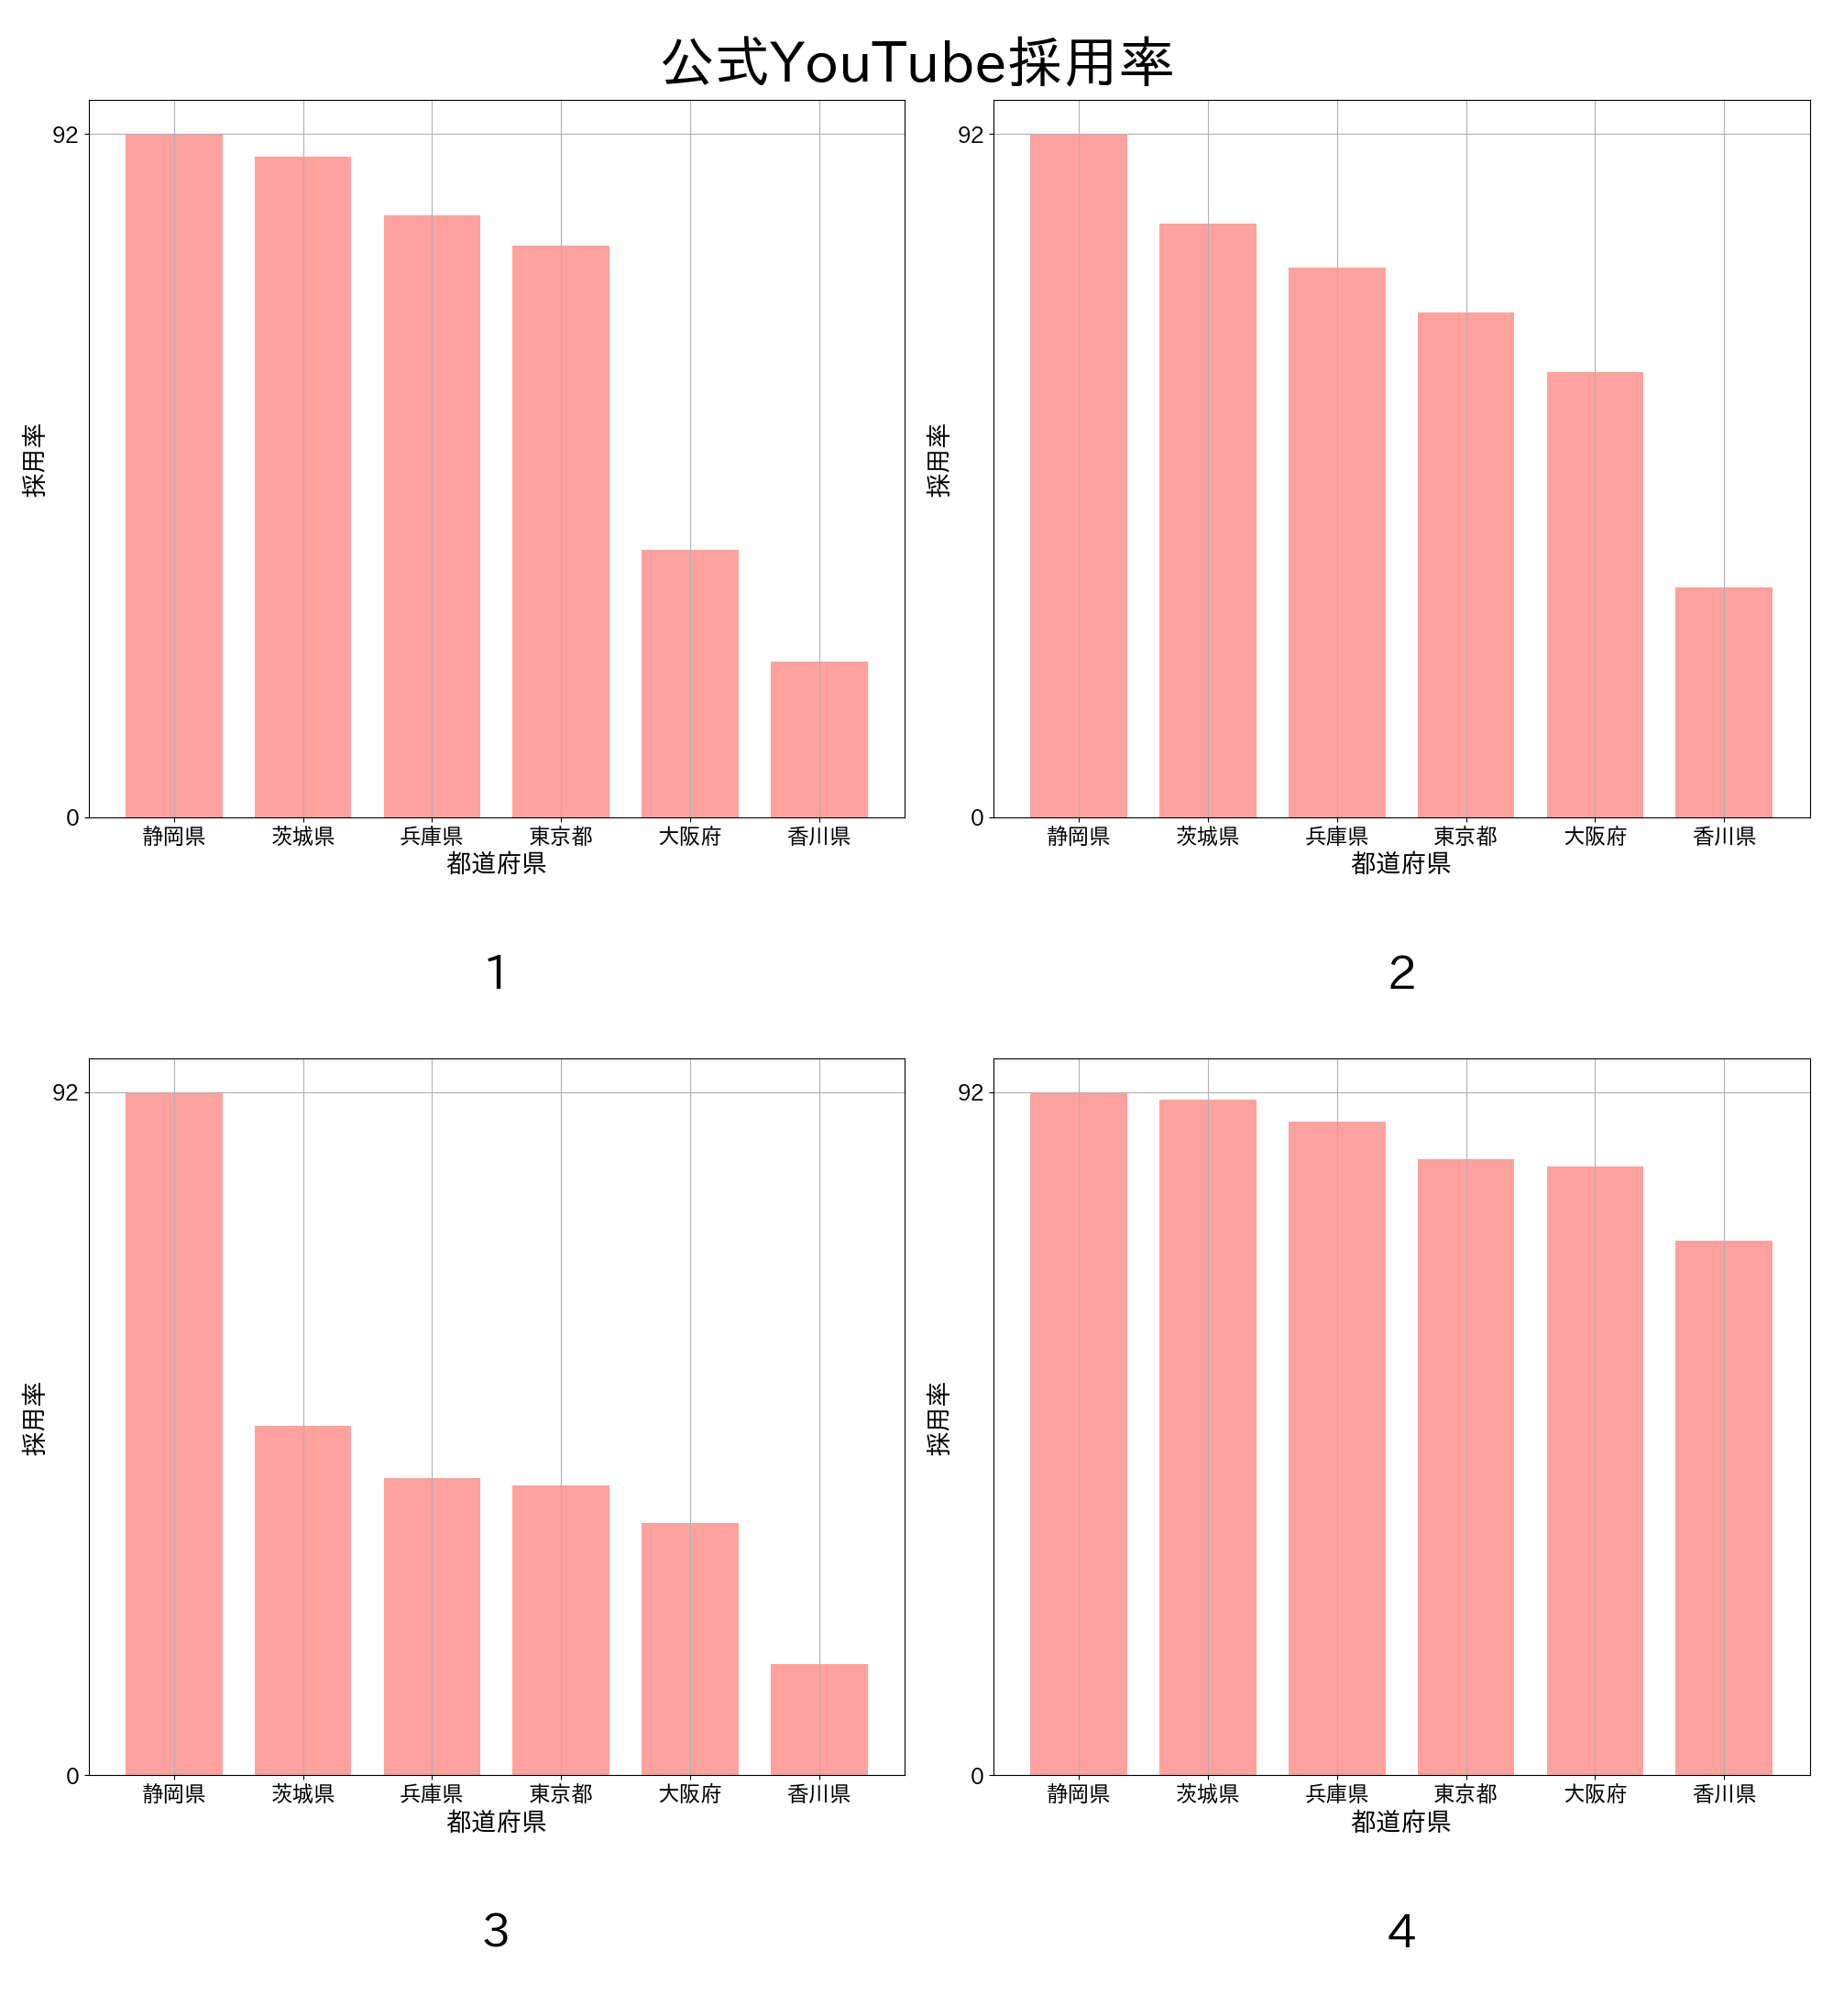 公式YouTube採用率
92
採用率
0
静岡県 茨城県 兵庫県 東京都 大阪府 香川県
都道府県
1
92
採用率
0
静岡県 茨城県 兵庫県 東京都 大阪府 香川県
都道府県
2
92
採用率
0
静岡県 茨城県 兵庫県 東京都 大阪府 香川県
都道府県
3
92
採用率
0
静岡県 茨城県 兵庫県 東京都 大阪府 香川県
都道府県
4